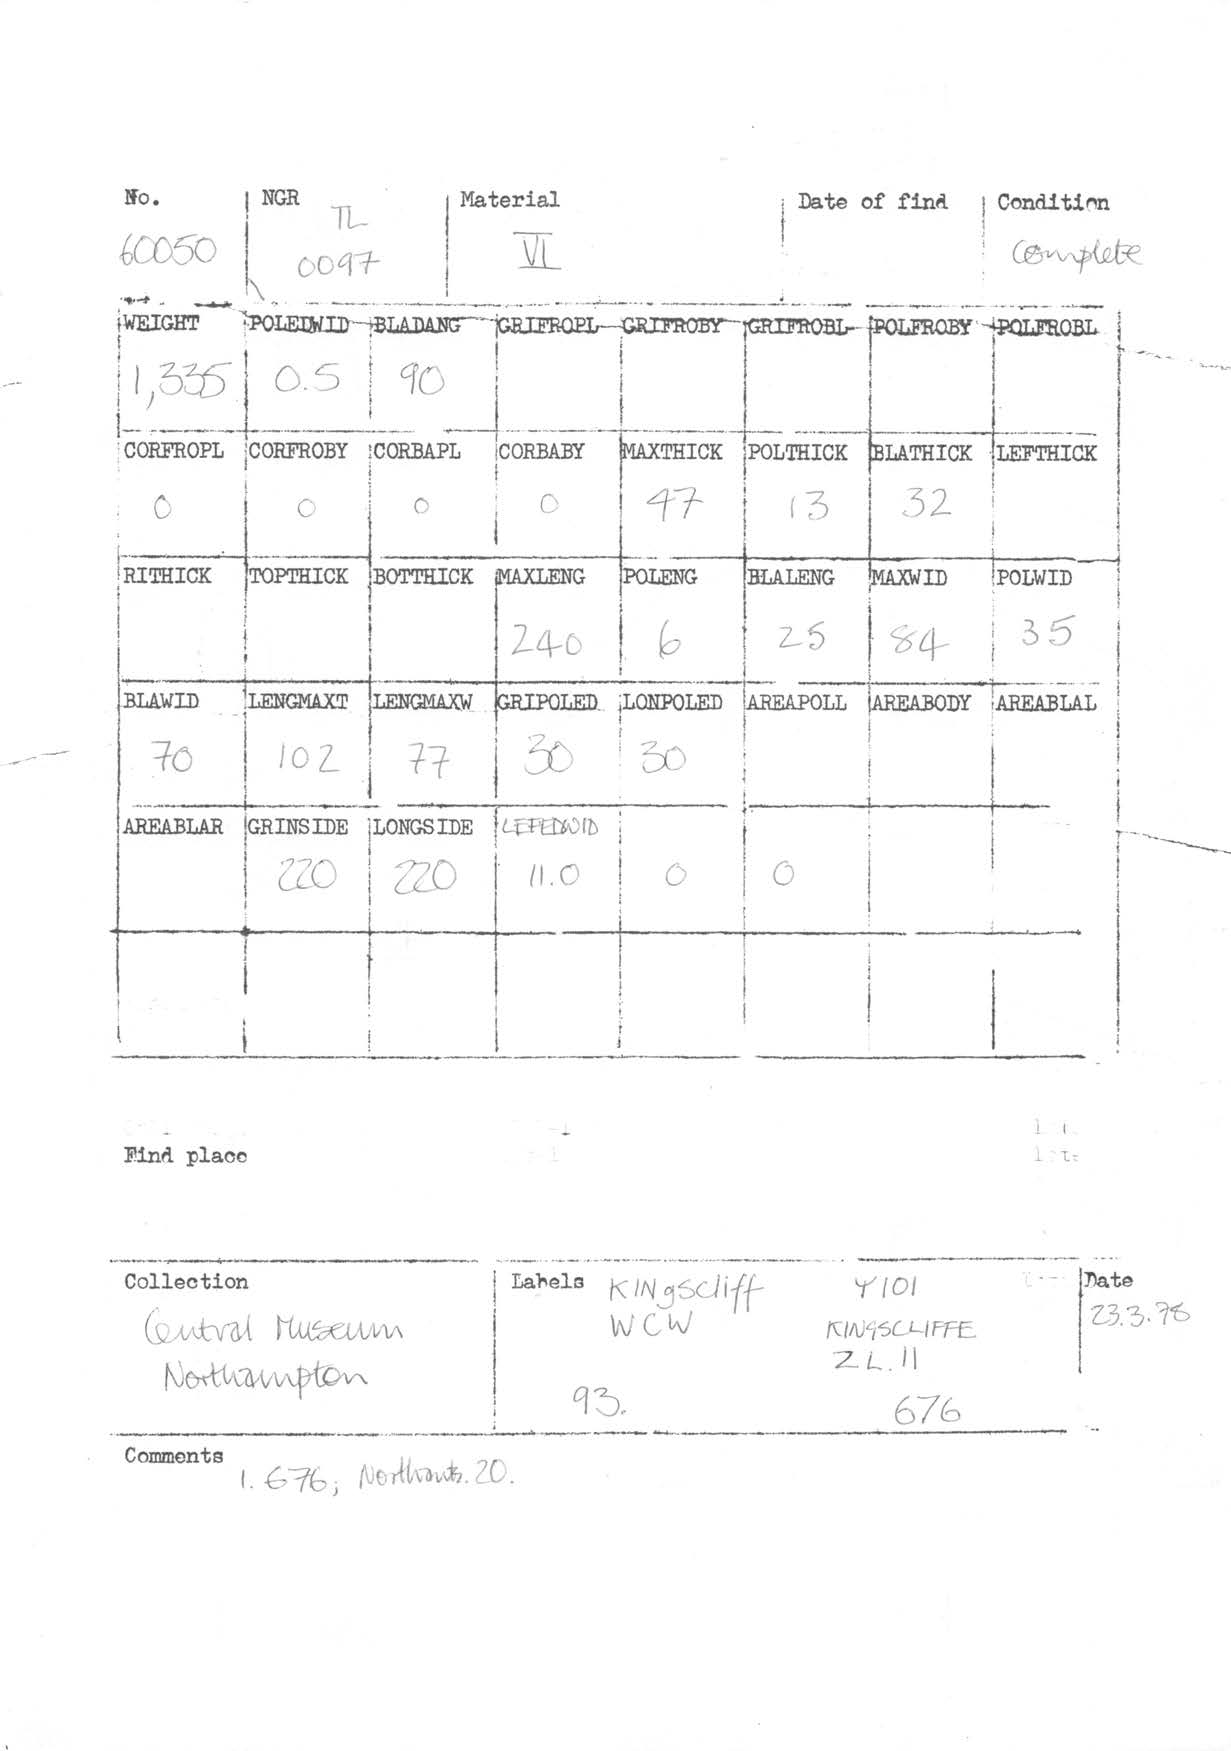 No. NGR Material Date of find Condition
TL
60050 0097 VI complete
WEIGHT POLEDWID BLADANG GRIFROPL GRIFROBY GRIFROBL POLFROBY POLFROBL
1,335 0.5 90
CORFROPL CORFROBY CORBAPL CORBABY MAXTHICK POLTHICK BLATHICK LEFTHICK
0 0 0 0 47 13 32
RITHICK TOPTHICK BOTTHICK MAXLENG POLENG BLALENG MAXWID POLWID
240 6 25 84 35
BLAWID LENGMAXT LENGMAXW GRIPOLED LONPOLED AREAPOLL AREABODY AREABLAL
70 102 77 30 30
AREABLAR GRINSIDE LONGSIDE LEFEDWID
220 220 11.0 0 0
Find place
Collection Labels KINgscliff Y101 Date
Central Museum WCW KINGSCLIFFE 23.3.78
Northampton ZL.11
93. 676
Comments
1. 676; Northants. 20.